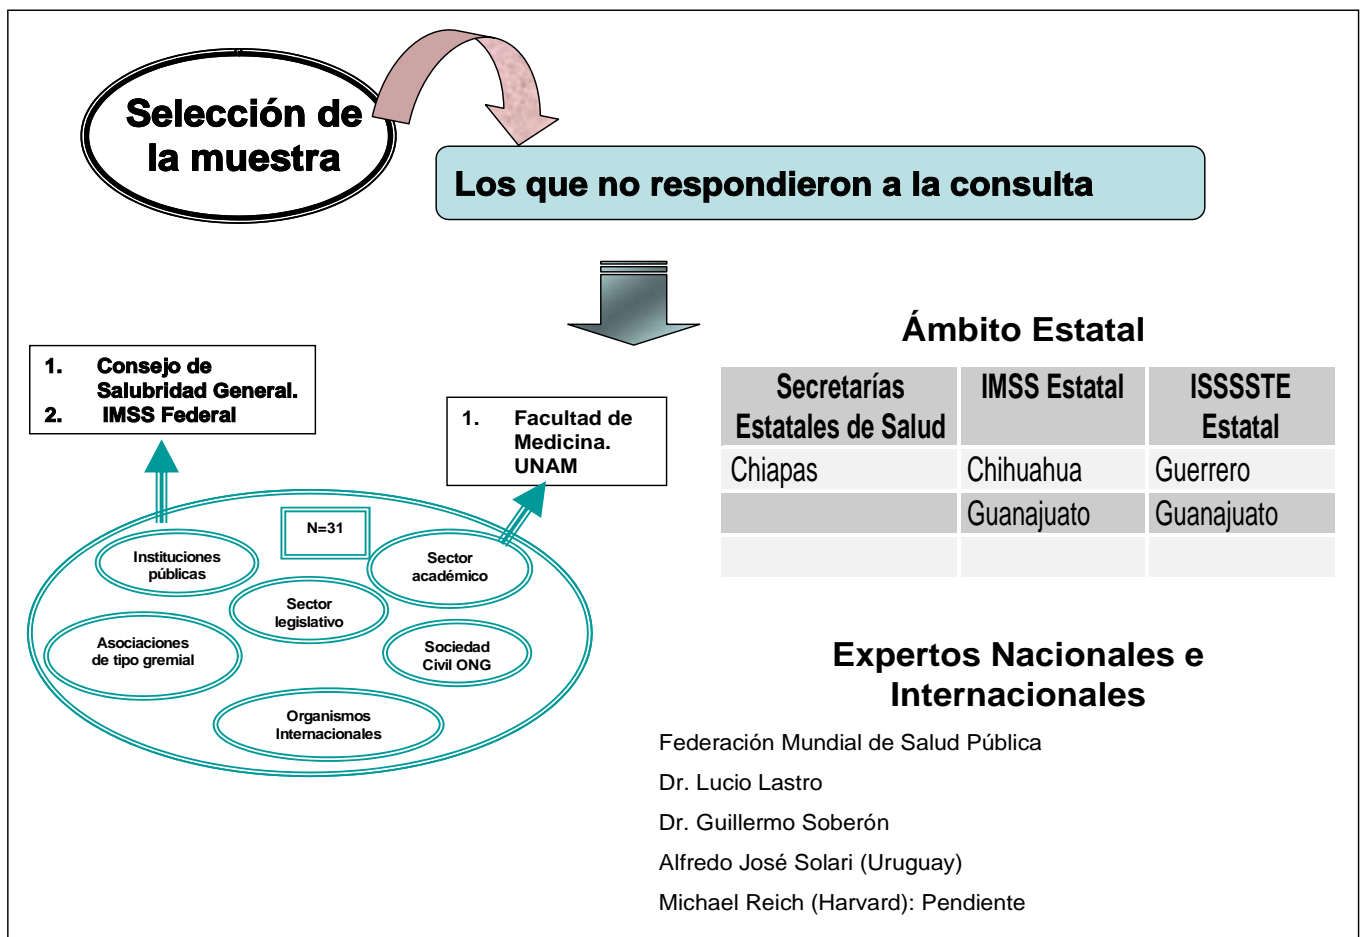 Selección de
la muestra
Los que no respondieron a la consulta
1. Consejo de
Salubridad General.
2. IMSS Federal
1. Facultad de
Medicina.
UNAM
N=31
Instituciones
públicas
Sector
académico
Sector
legislativo
Asociaciones
de tipo gremial
Sociedad
Civil ONG
Organismos
Internacionales
Ámbito Estatal
Secretarías
Estatales de Salud
IMSS Estatal
ISSSSTE
Estatal
Chiapas
Chihuahua
Guerrero
Guanajuato
Guanajuato
Expertos Nacionales e
Internacionales
Federación Mundial de Salud Pública
Dr. Lucio Lastro
Dr. Guillermo Soberón
Alfredo José Solari (Uruguay)
Michael Reich (Harvard): Pendiente